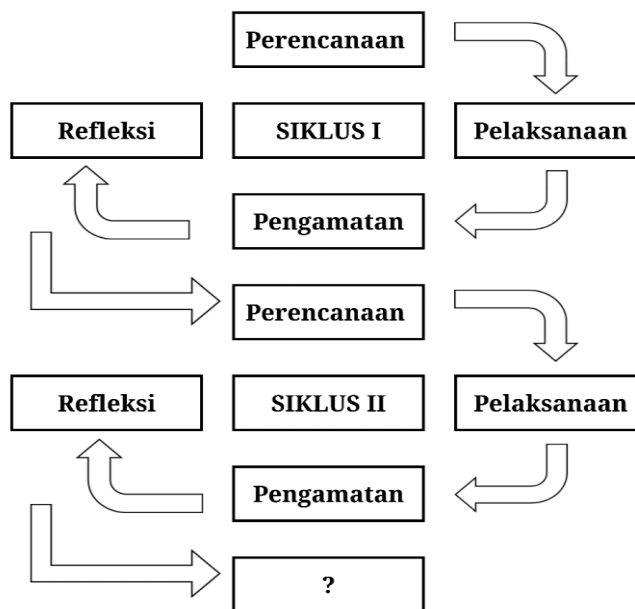 Perencanaan
Refleksi
SIKLUS I
Pelaksanaan
Pengamatan
Perencanaan
Refleksi
SIKLUS II
Pelaksanaan
Pengamatan
?